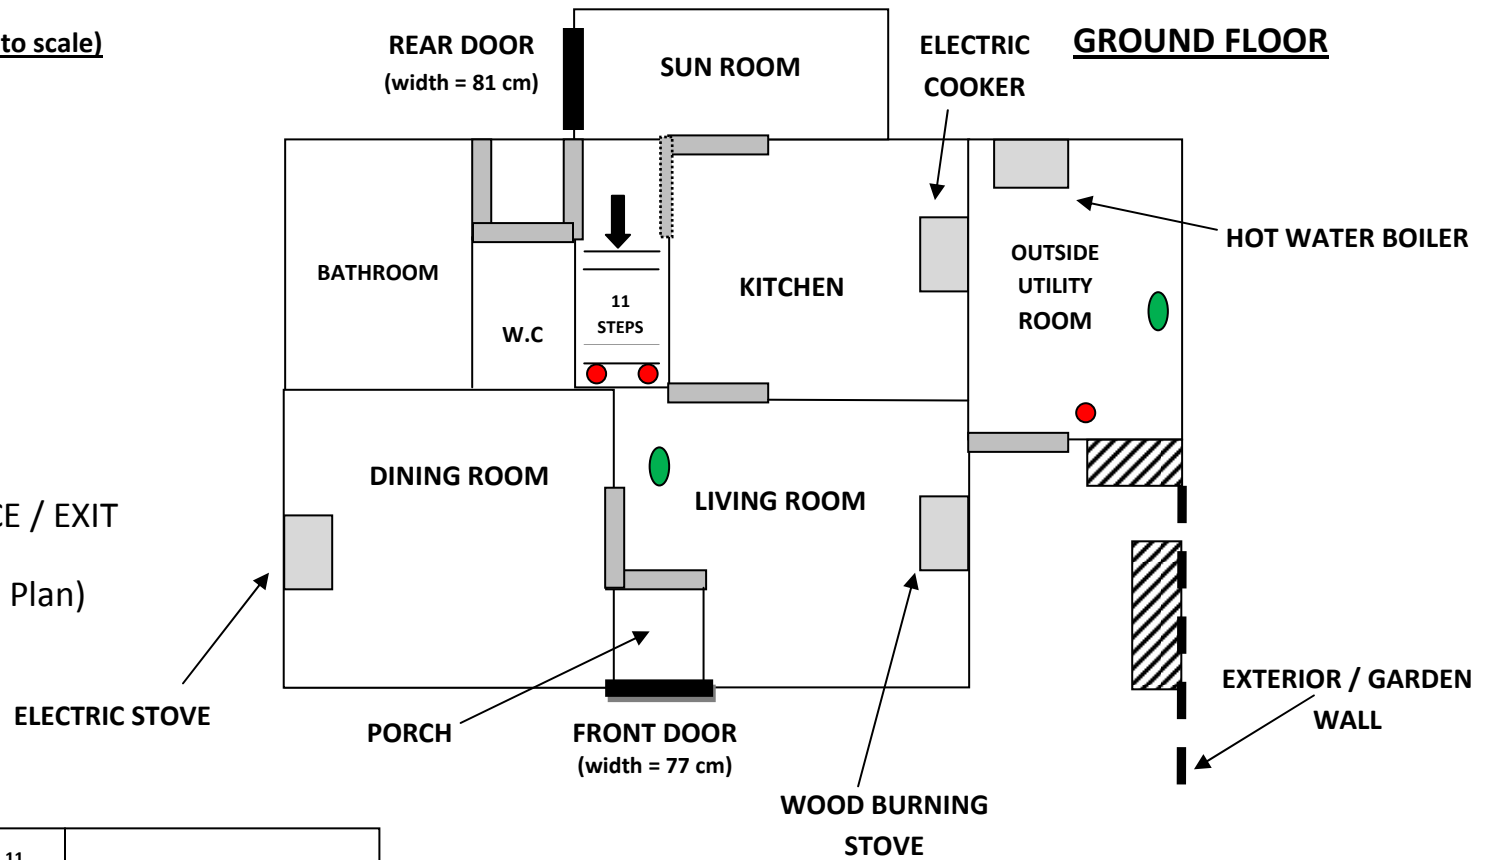 to scale)
REAR DOOR
(width = 81 cm)
SUN ROOM
ELECTRIC
COOKER
GROUND FLOOR
HOT WATER BOILER
OUTSIDE
UTILITY
ROOM
BATHROOM
KITCHEN
11
STEPS
W.C
DINING ROOM
LIVING ROOM
CE / EXIT
Plan)
ELECTRIC STOVE
PORCH
FRONT DOOR
(width = 77 cm)
EXTERIOR / GARDEN
WALL
WOOD BURNING
STOVE
11